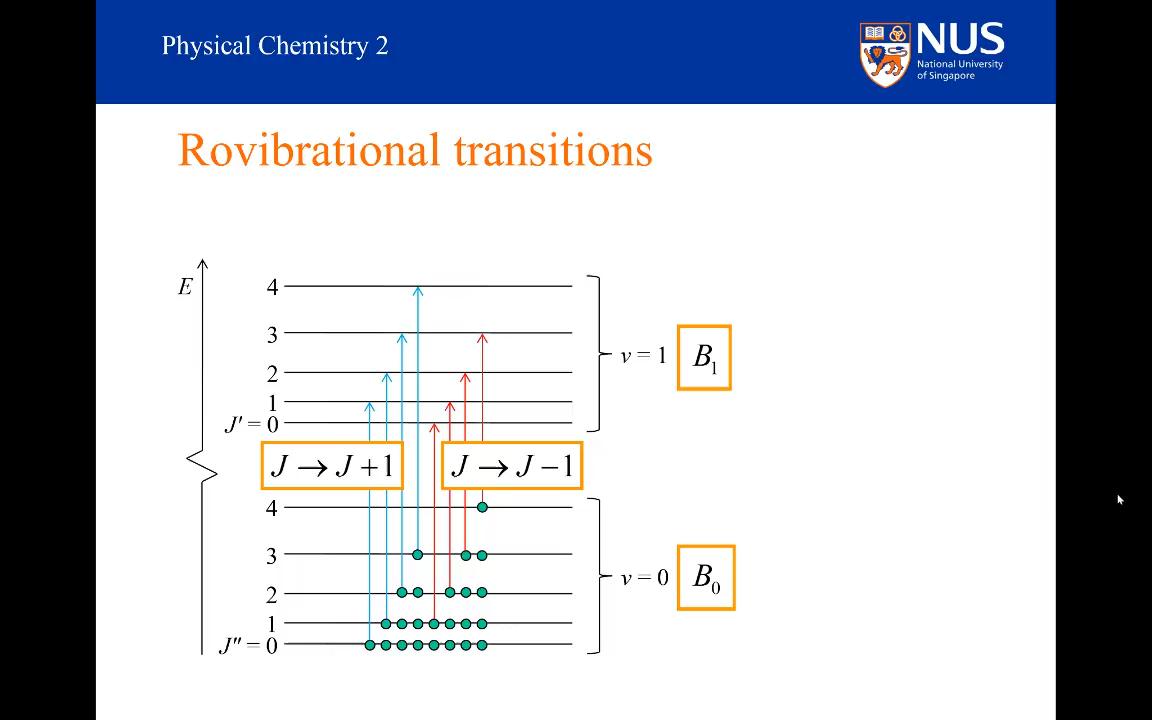 Physical Chemistry 2
NUS
National University
of Singapore
Rovibrational transitions
E
4
3
2
1
J′ = 0
v = 1
B₁
J → J + 1
J → J − 1
4
3
2
1
J″ = 0
v = 0
B₀